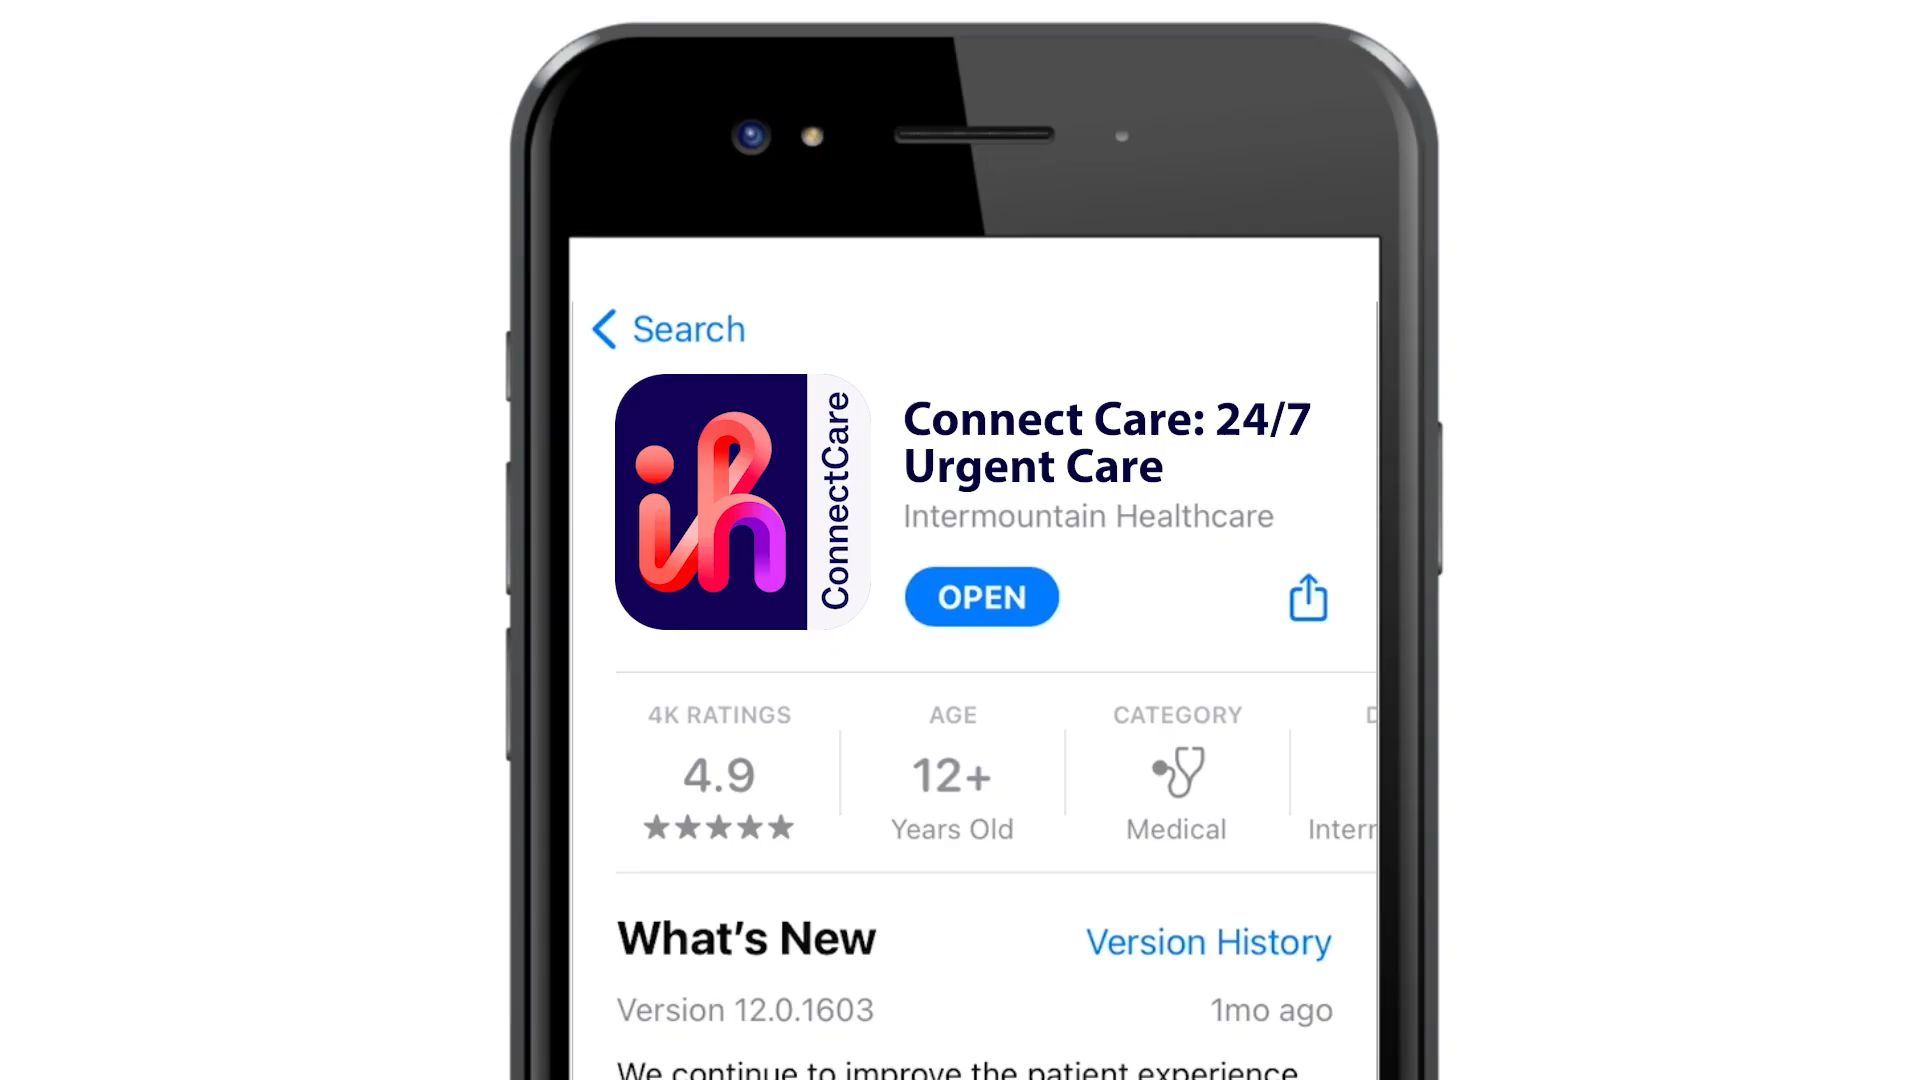 Search
ConnectCare
Connect Care: 24/7
Urgent Care
Intermountain Healthcare
OPEN
4K RATINGS
4.9
★★★★★
AGE
12+
Years Old
CATEGORY
Medical
D
Intern
What's New
Version History
Version 12.0.1603
1mo ago
We continue to improve the patient experience